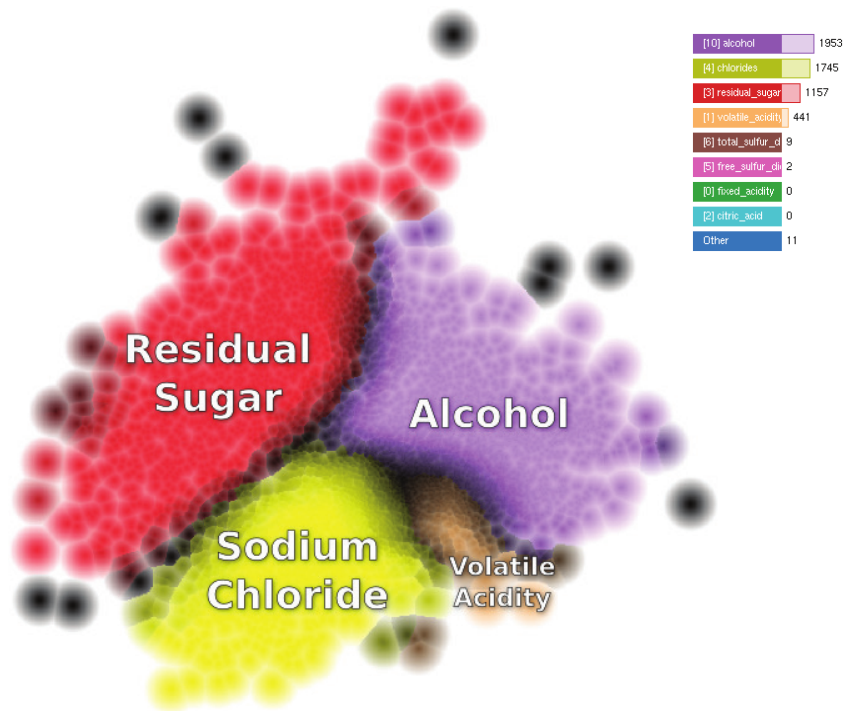 [10] alcohol 1953
[4] chlorides 1745
[3] residual_sugar 1157
[1] volatile_acidity 441
[6] total_sulfur_d 9
[5] free_sulfur_di 2
[0] fixed_acidity 0
[2] citric_acid 0
Other 11
Residual
Sugar
Alcohol
Sodium
Chloride
Volatile
Acidity